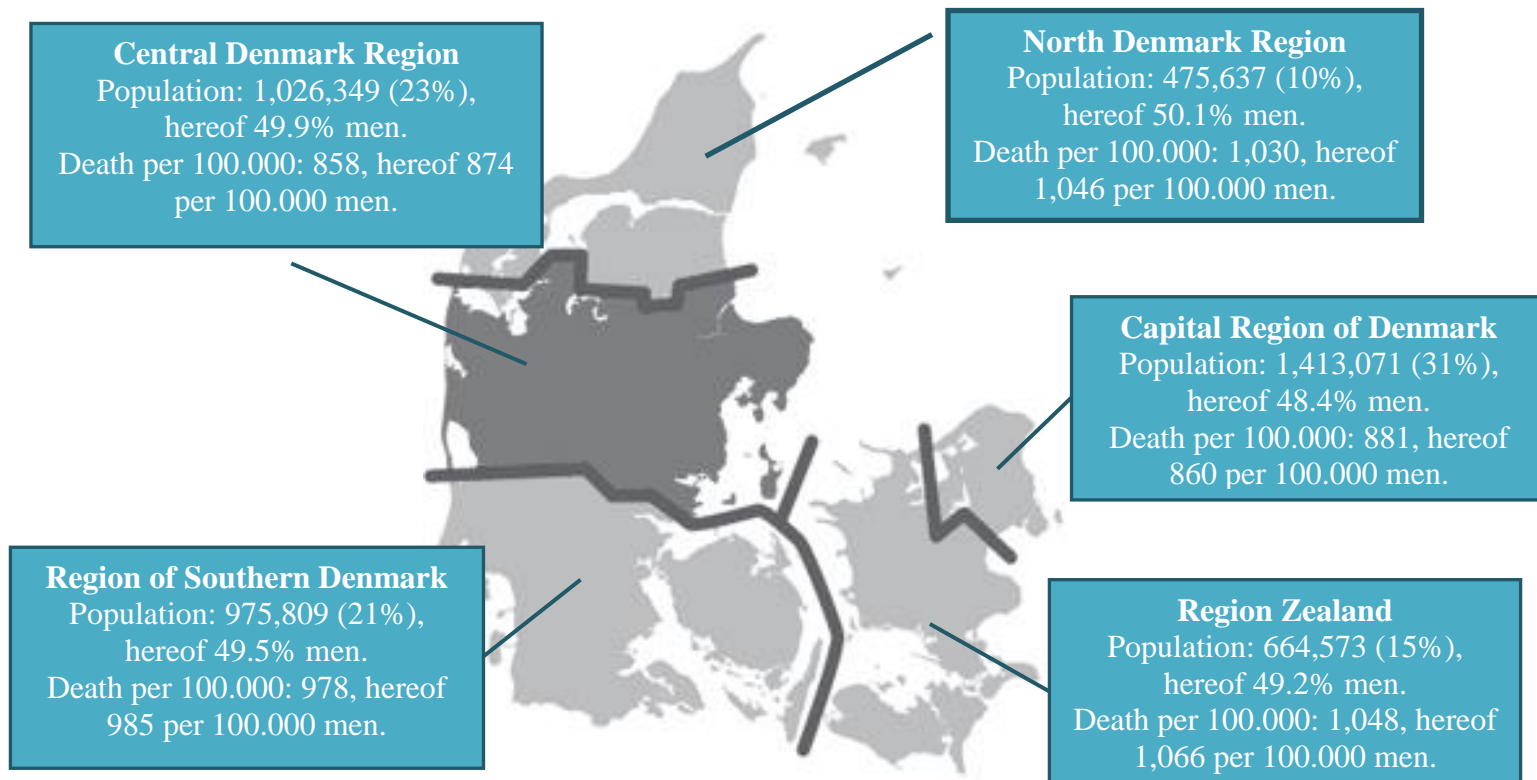 Central Denmark Region
Population: 1,026,349 (23%),
hereof 49.9% men.
Death per 100.000: 858, hereof 874
per 100.000 men.
North Denmark Region
Population: 475,637 (10%),
hereof 50.1% men.
Death per 100.000: 1,030, hereof
1,046 per 100.000 men.
Capital Region of Denmark
Population: 1,413,071 (31%),
hereof 48.4% men.
Death per 100.000: 881, hereof
860 per 100.000 men.
Region of Southern Denmark
Population: 975,809 (21%),
hereof 49.5% men.
Death per 100.000: 978, hereof
985 per 100.000 men.
Region Zealand
Population: 664,573 (15%),
hereof 49.2% men.
Death per 100.000: 1,048, hereof
1,066 per 100.000 men.